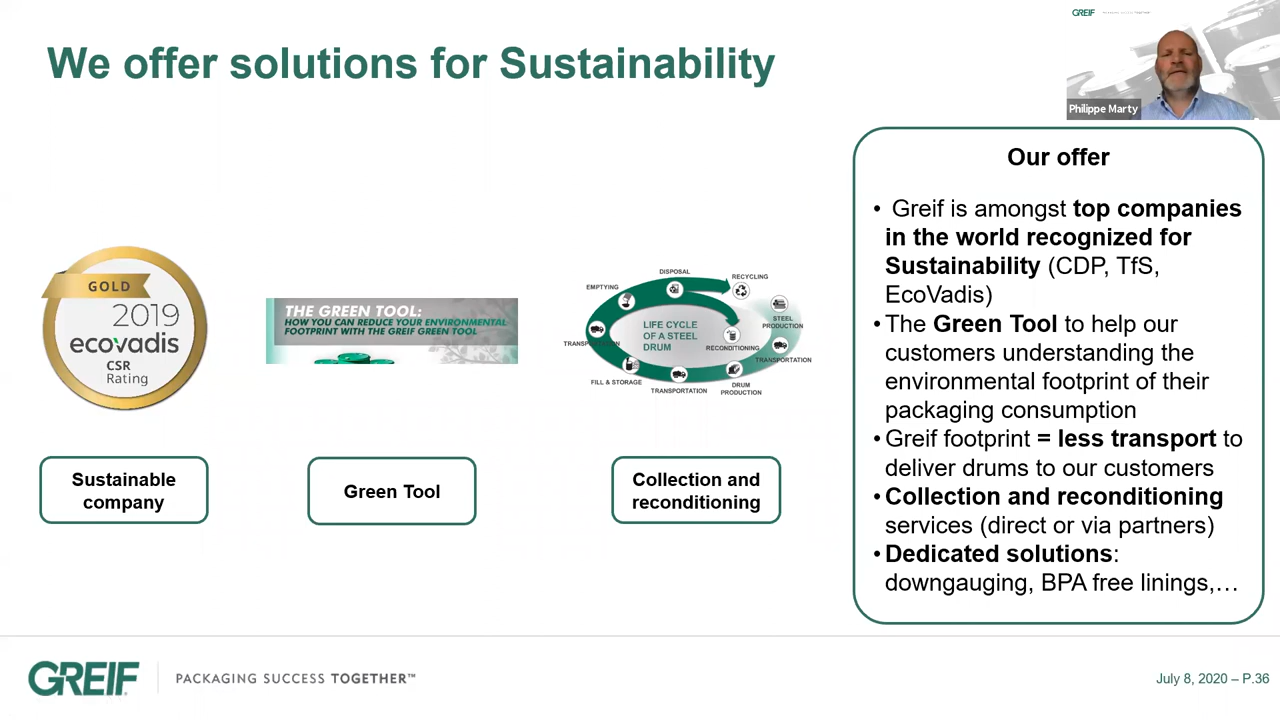 We offer solutions for Sustainability
GREIF
Philippe Marty
GOLD
2019
ecovadis
CSR
Rating
THE GREEN TOOL:
HOW YOU CAN REDUCE YOUR ENVIRONMENTAL
FOOTPRINT WITH THE GREIF GREEN TOOL
DISPOSAL
RECYCLING
EMPTYING
STEEL
PRODUCTION
LIFE CYCLE
OF A STEEL
DRUM
TRANSPORTATION
RECONDITIONING
TRANSPORTATION
FILL & STORAGE
TRANSPORTATION
DRUM
PRODUCTION
Sustainable
company
Green Tool
Collection and
reconditioning
Our offer
• Greif is amongst top companies
in the world recognized for
Sustainability (CDP, TfS,
EcoVadis)
• The Green Tool to help our
customers understanding the
environmental footprint of their
packaging consumption
• Greif footprint = less transport to
deliver drums to our customers
• Collection and reconditioning
services (direct or via partners)
• Dedicated solutions:
downgauging, BPA free linings,…
GREIF
PACKAGING SUCCESS TOGETHER™
July 8, 2020 – P.36